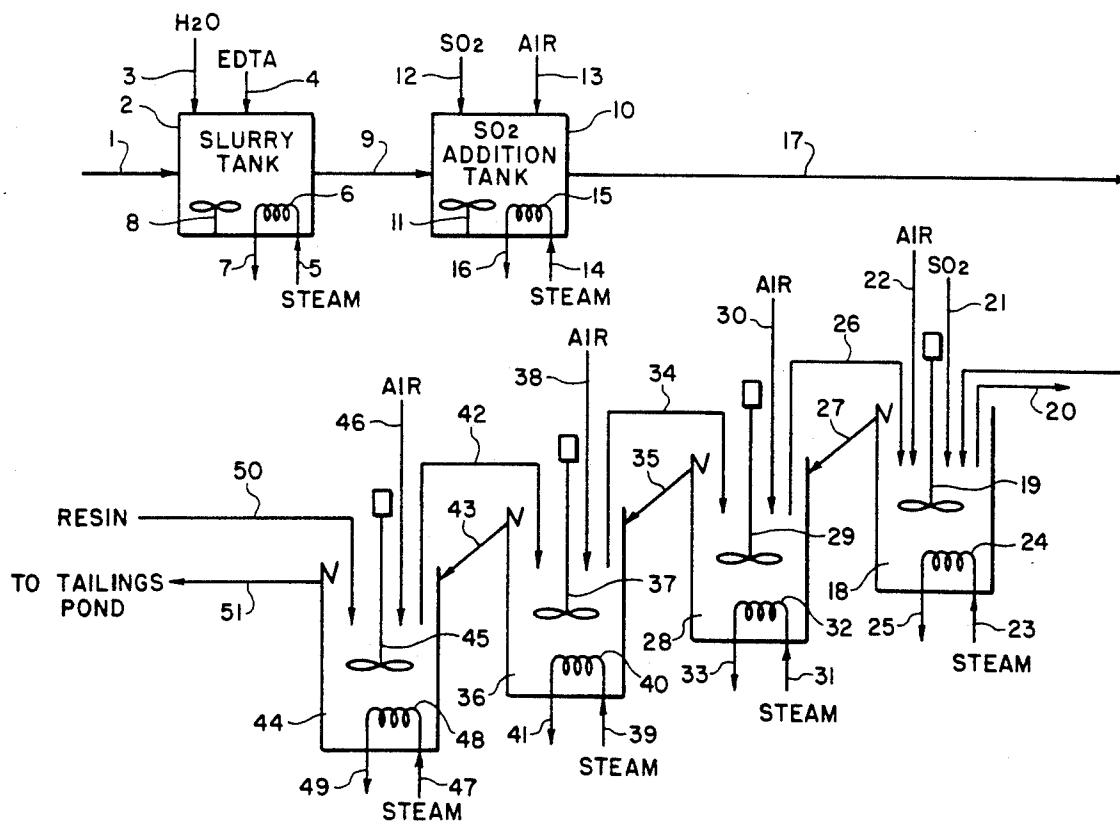 H2O
EDTA
3
4
2
SLURRY
TANK
1
6
8
7
5
STEAM
9
SO2
AIR
12
13
10
SO2
ADDITION
TANK
15
11
16
14
STEAM
17
AIR
SO2
22
21
AIR
30
26
20
27
19
24
18
25
23
STEAM
AIR
38
34
35
29
32
28
33
31
STEAM
AIR
46
42
43
37
40
36
41
39
STEAM
50
RESIN
TO TAILINGS
POND
51
45
44
48
49
47
STEAM